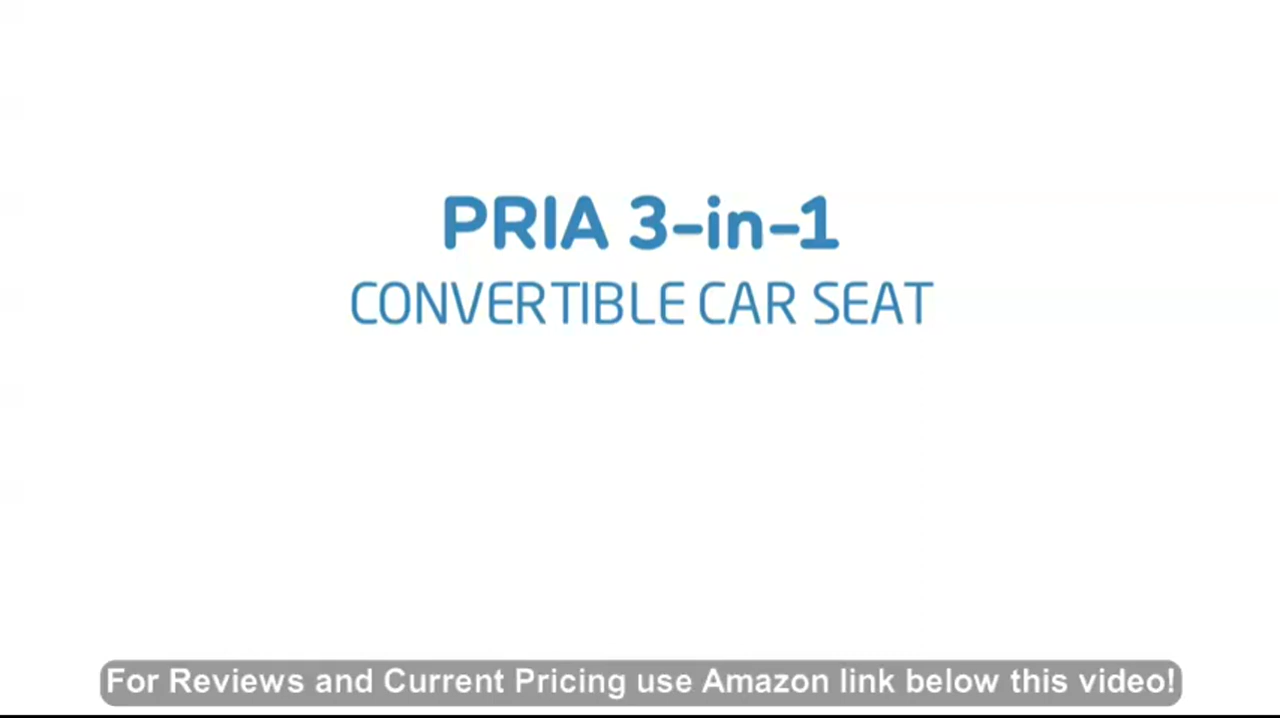 PRIA 3-in-1
CONVERTIBLE CAR SEAT
For Reviews and Current Pricing use Amazon link below this video!